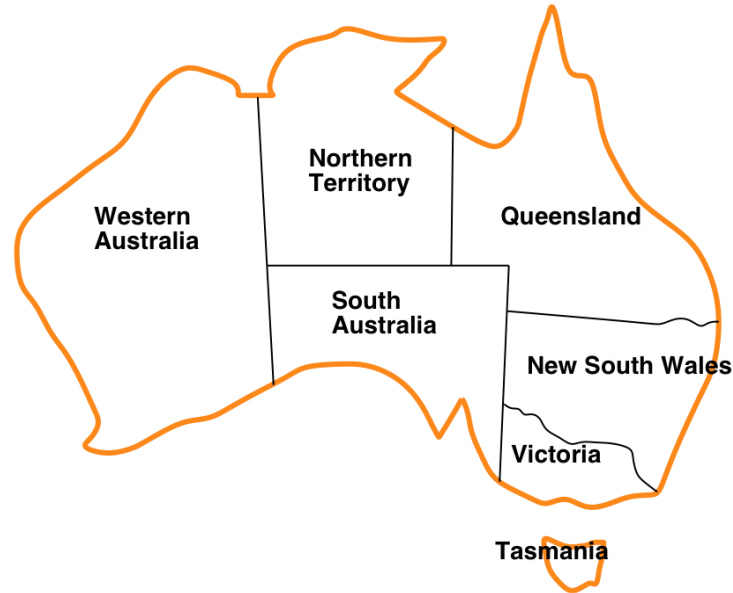 Northern
Territory
Western
Australia
Queensland
South
Australia
New South Wales
Victoria
Tasmania